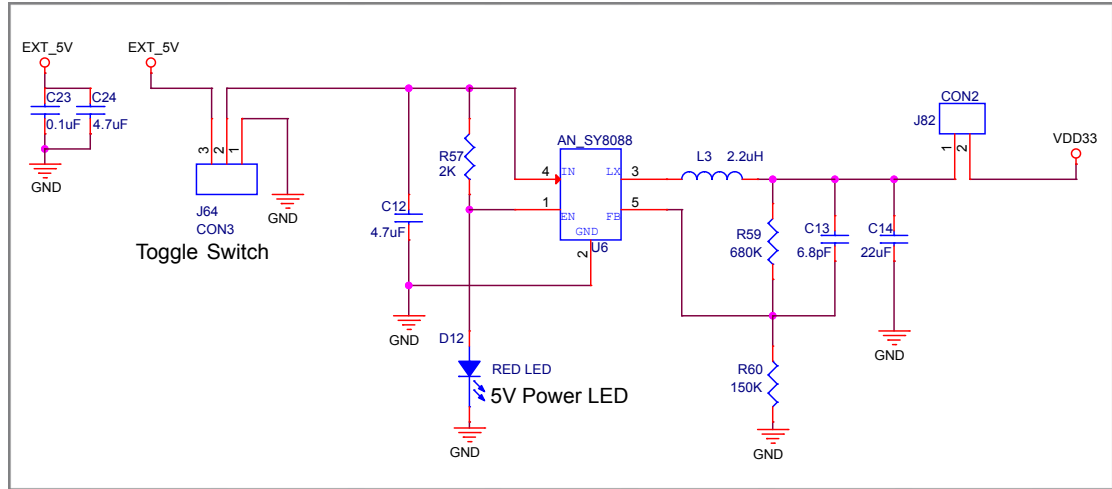 EXT_5V
EXT_5V
C23
C24
0.1uF
4.7uF
GND
3
2
1
J64
CON3
GND
Toggle Switch
R57
2K
C12
4.7uF
GND
AN_SY8088
4
IN
LX
3
1
EN
FB
5
GND
U6
2
L3
2.2uH
CON2
J82
1
2
VDD33
R59
680K
C13
6.8pF
C14
22uF
GND
D12
RED LED
5V Power LED
GND
R60
150K
GND